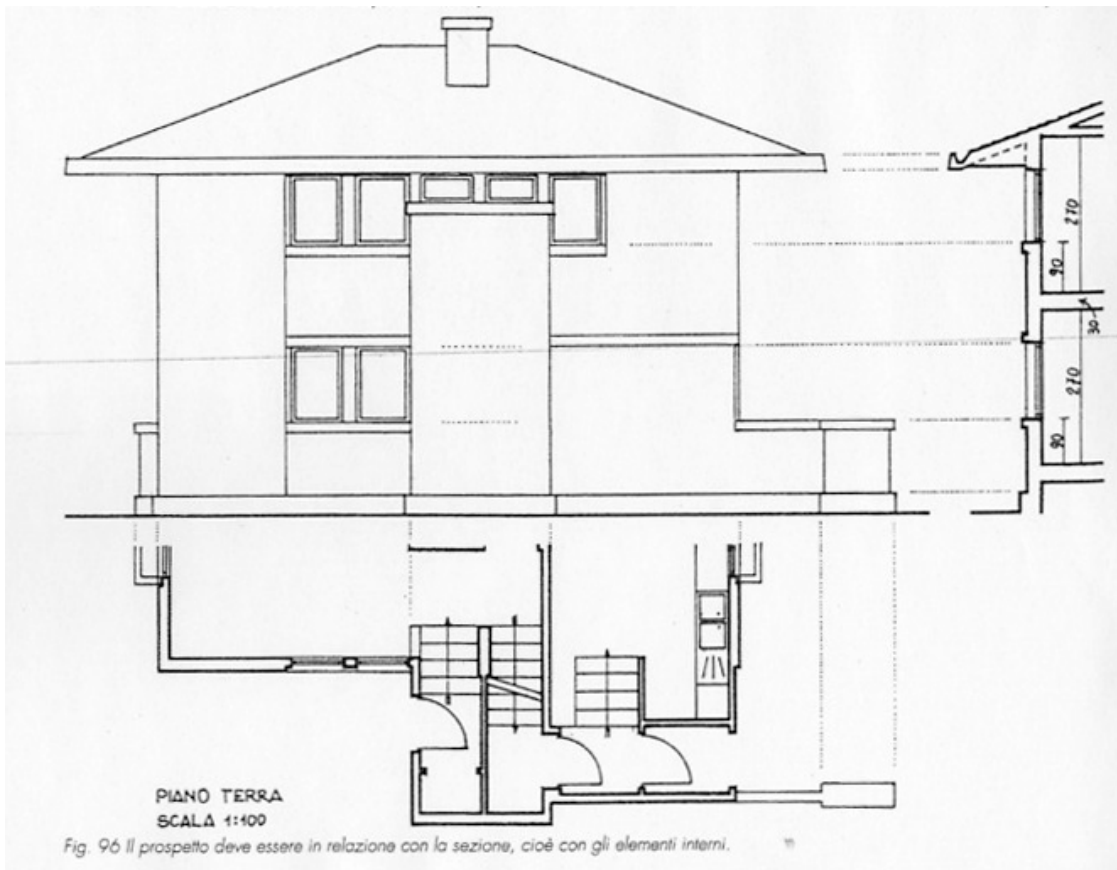 270
90
30
270
90
PIANO TERRA
SCALA 1:100
Fig. 96 Il prospetto deve essere in relazione con la sezione, cioè con gli elementi interni.